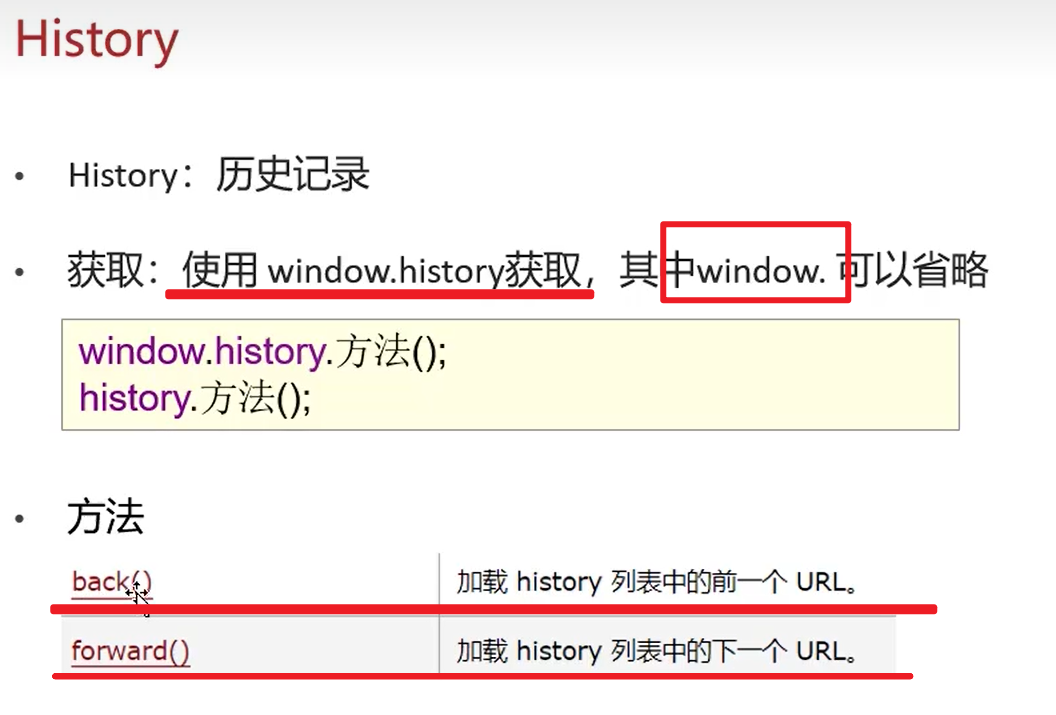 History
• History：历史记录
• 获取：使用 window.history获取，其中window. 可以省略
window.history.方法();
history.方法();
• 方法
back() 加载 history 列表中的前一个 URL。
forward() 加载 history 列表中的下一个 URL。